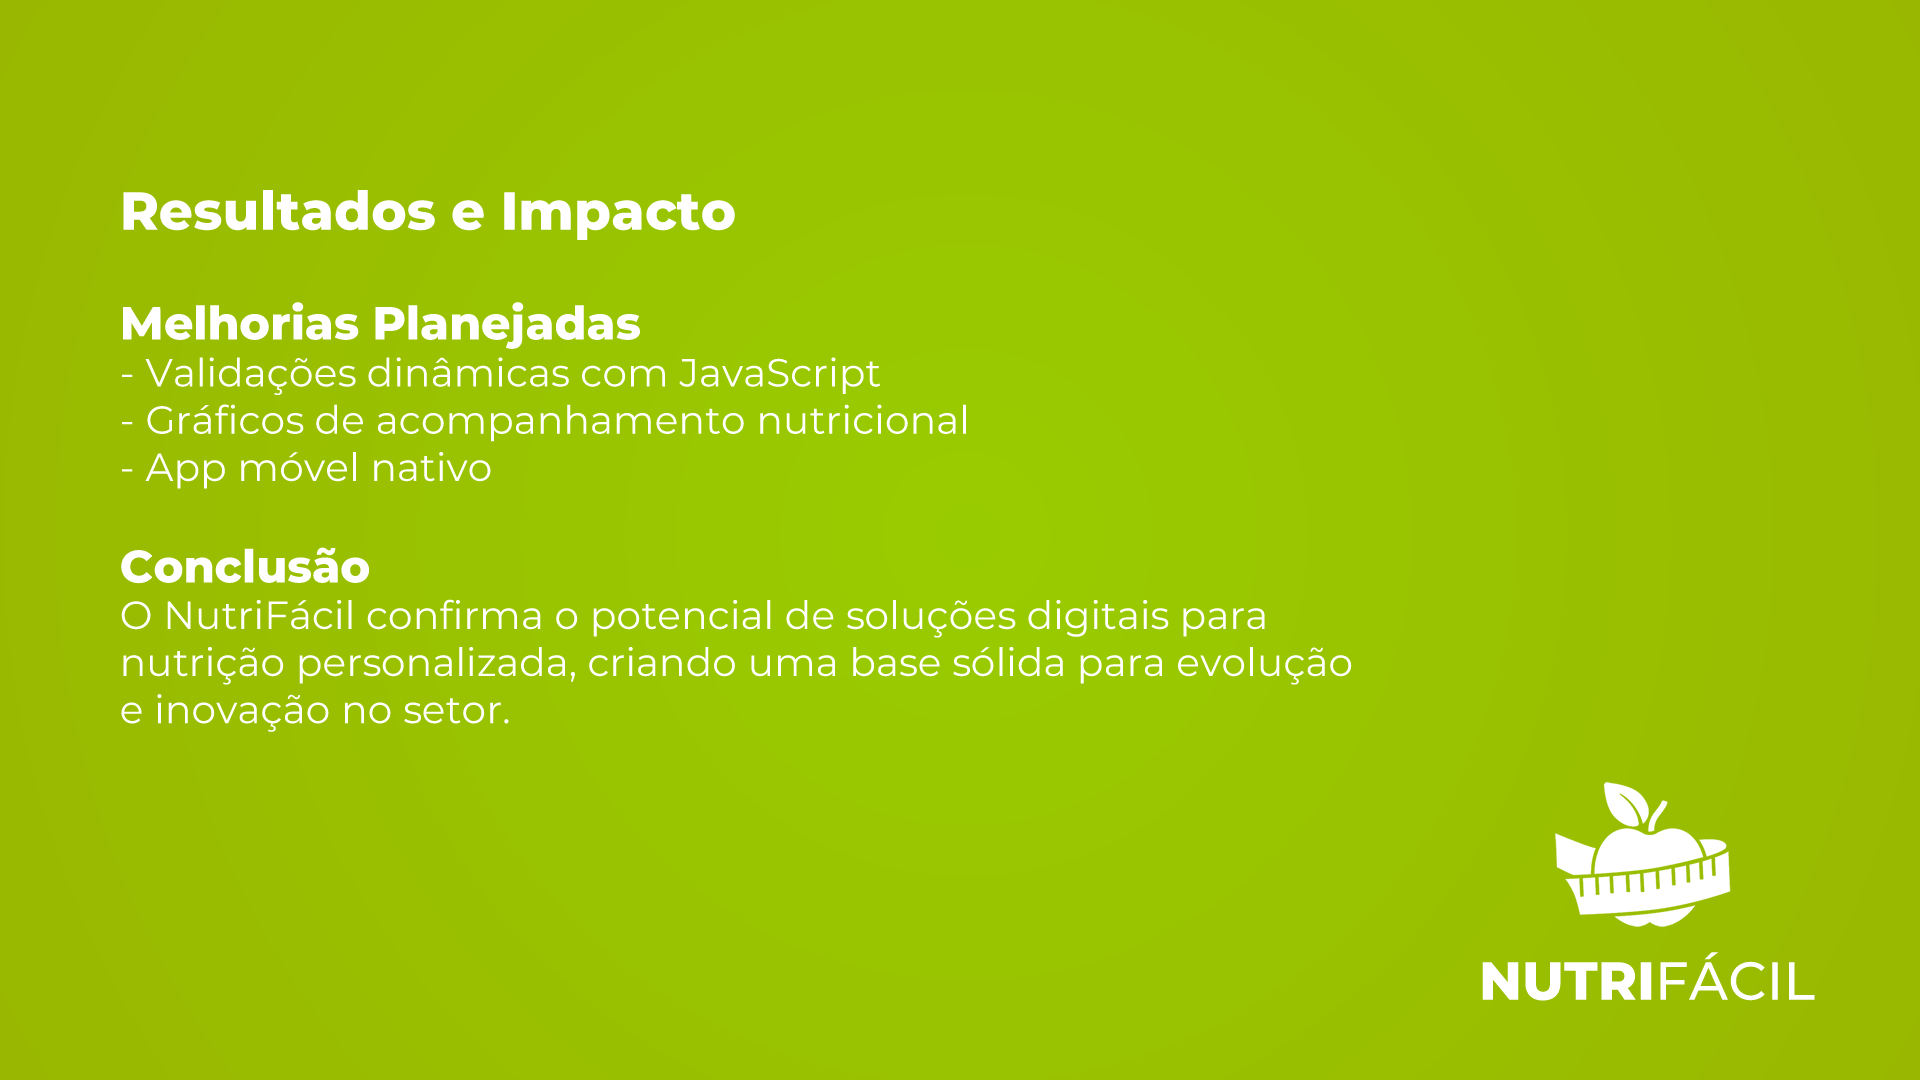 Resultados e Impacto
Melhorias Planejadas
- Validações dinâmicas com JavaScript
- Gráficos de acompanhamento nutricional
- App móvel nativo
Conclusão
O NutriFácil confirma o potencial de soluções digitais para
nutrição personalizada, criando uma base sólida para evolução
e inovação no setor.
NUTRIFÁCIL